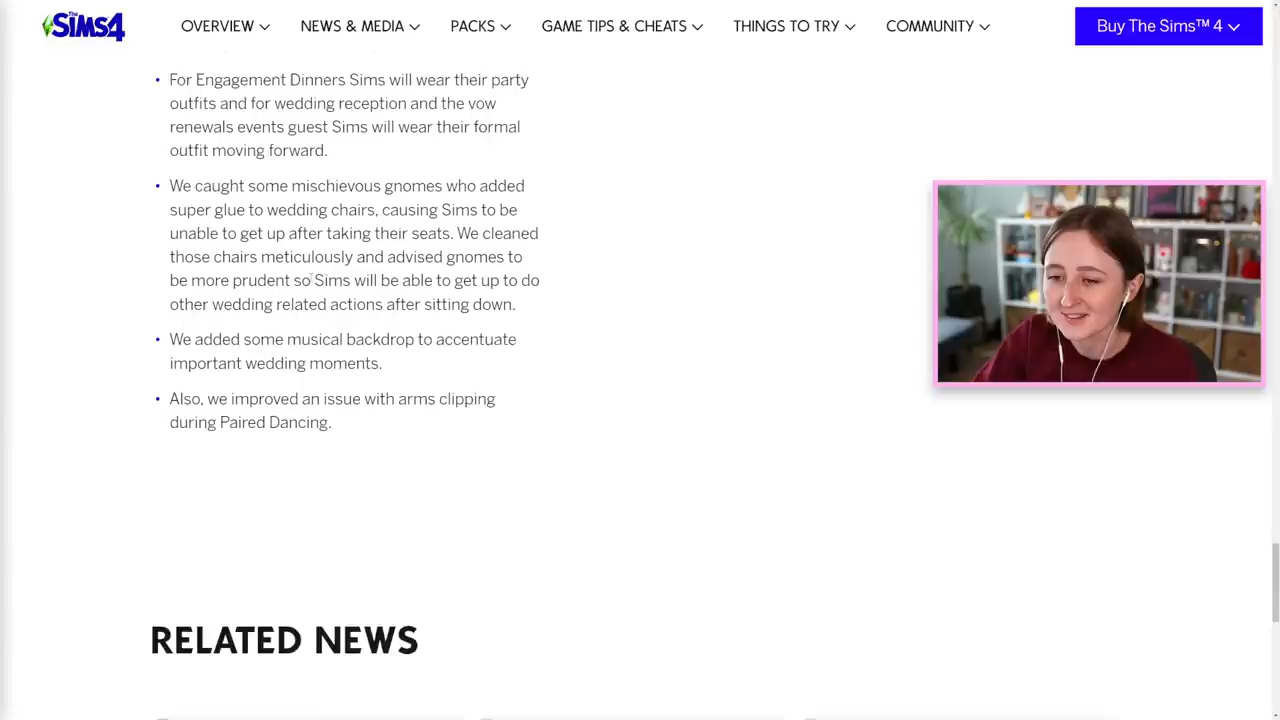 The SiMS4
OVERVIEW
NEWS & MEDIA
PACKS
GAME TIPS & CHEATS
THINGS TO TRY
COMMUNITY
Buy The Sims™ 4
• For Engagement Dinners Sims will wear their party
outfits and for wedding reception and the vow
renewals events guest Sims will wear their formal
outfit moving forward.
• We caught some mischievous gnomes who added
super glue to wedding chairs, causing Sims to be
unable to get up after taking their seats. We cleaned
those chairs meticulously and advised gnomes to
be more prudent so Sims will be able to get up to do
other wedding related actions after sitting down.
• We added some musical backdrop to accentuate
important wedding moments.
• Also, we improved an issue with arms clipping
during Paired Dancing.
RELATED NEWS